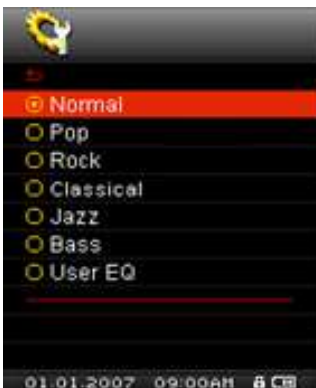 Normal
Pop
Rock
Classical
Jazz
Bass
User EQ
01.01.2007 09:00AM